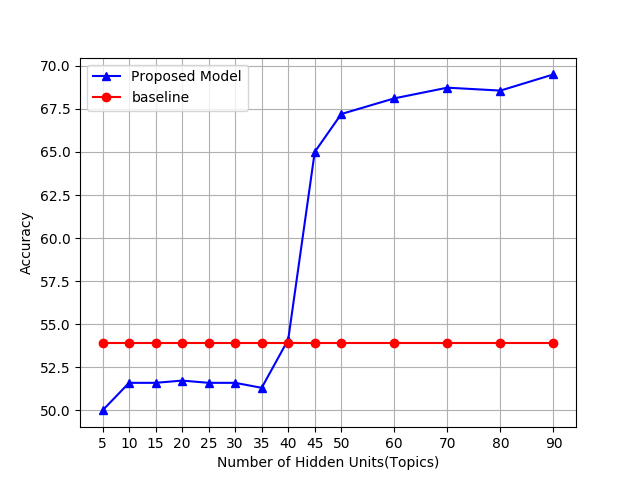 Proposed Model
baseline
70.0
67.5
65.0
62.5
60.0
57.5
55.0
52.5
50.0
Accuracy
5 10 15 20 25 30 35 40 45 50 60 70 80 90
Number of Hidden Units(Topics)